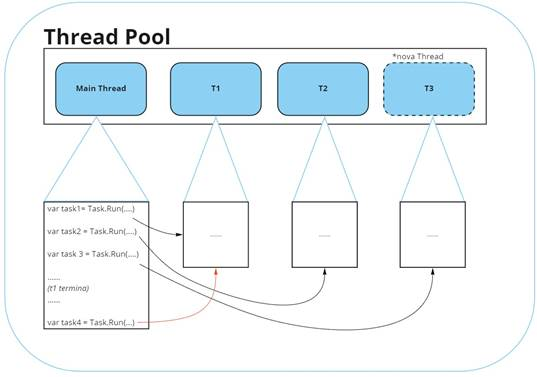 Thread Pool
*nova Thread
Main Thread
T1
T2
T3
var task1= Task.Run(....)
var task2 = Task.Run(....)
var task 3 = Task.Run(....)
......
(t1 termina)
......
var task4 = Task.Run(...)
......
......
......